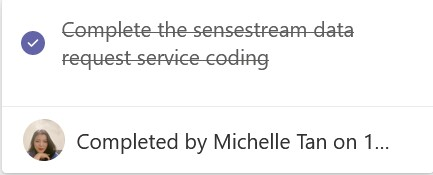 Complete the sensestream data
request service coding
Completed by Michelle Tan on 1...